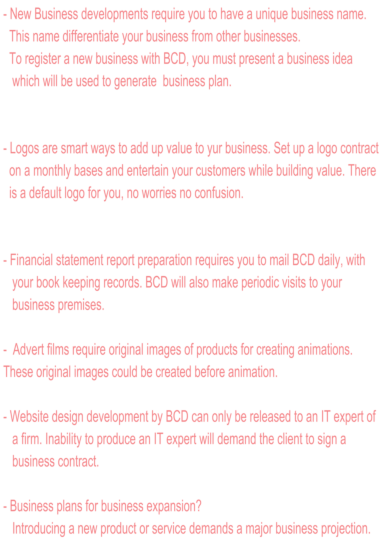 - New Business developments require you to have a unique business name.
This name differentiate your business from other businesses.
To register a new business with BCD, you must present a business idea
which will be used to generate business plan.
- Logos are smart ways to add up value to yur business. Set up a logo contract
on a monthly bases and entertain your customers while building value. There
is a default logo for you, no worries no confusion.
- Financial statement report preparation requires you to mail BCD daily, with
your book keeping records. BCD will also make periodic visits to your
business premises.
- Advert films require original images of products for creating animations.
These original images could be created before animation.
- Website design development by BCD can only be released to an IT expert of
a firm. Inability to produce an IT expert will demand the client to sign a
business contract.
- Business plans for business expansion?
Introducing a new product or service demands a major business projection.